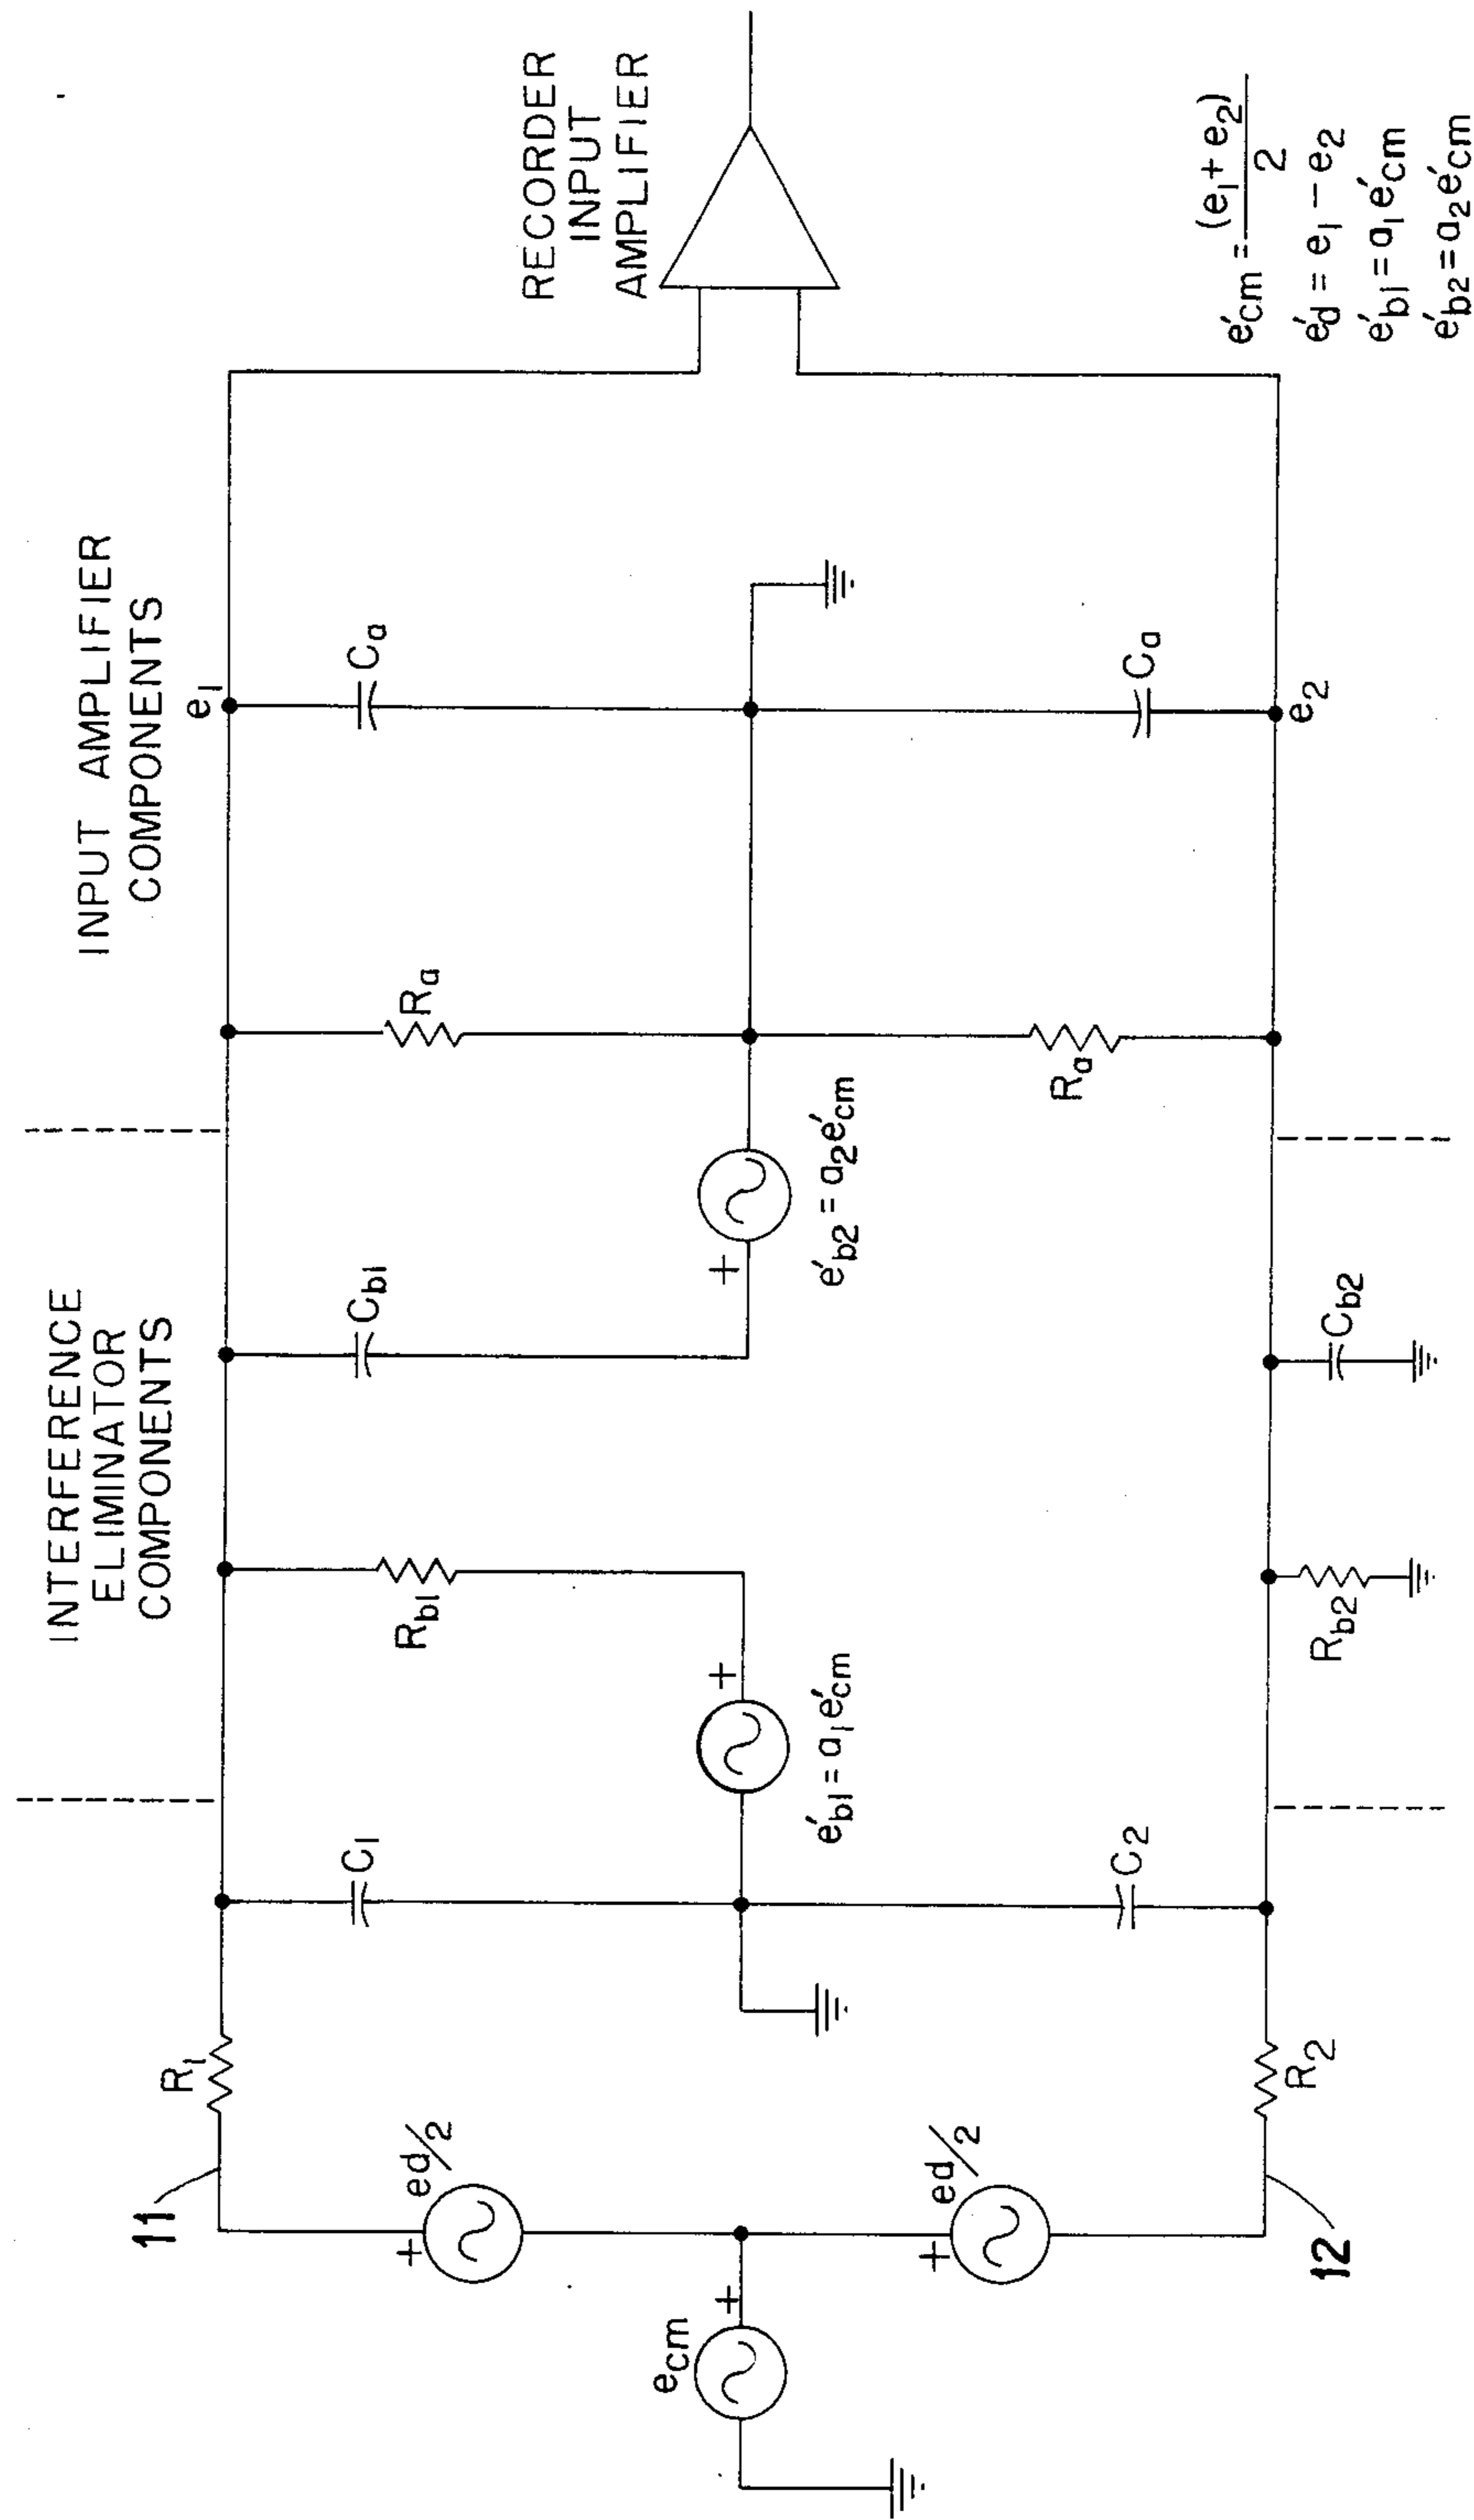 INTERFERENCE
ELIMINATOR
COMPONENTS
INPUT AMPLIFIER
COMPONENTS
RECORDER
INPUT
AMPLIFIER
11
R1
e1
C1
Cb1
Ca
Rb1
Ra
ed/2
+
ecm
+
+
+
e'b1 = a1e'cm
e'b2 = a2e'cm
ed/2
+
C2
Ra
Ca
12
R2
Rb2
Cb2
e2
e'cm = (e1 + e2)
2
e'd = e1 − e2
e'b1 = a1e'cm
e'b2 = a2e'cm